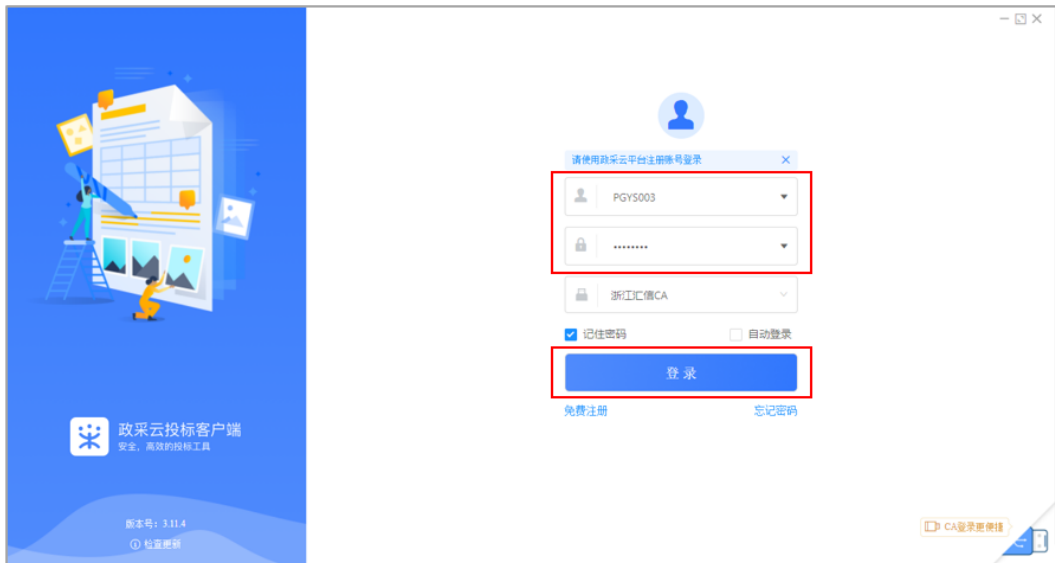 请使用政采云平台注册账号登录
PGYS003
········
浙江汇信CA
记住密码
自动登录
登录
免费注册
忘记密码
政采云投标客户端
安全，高效的投标工具
版本号：3.11.4
检查更新
CA登录更便捷